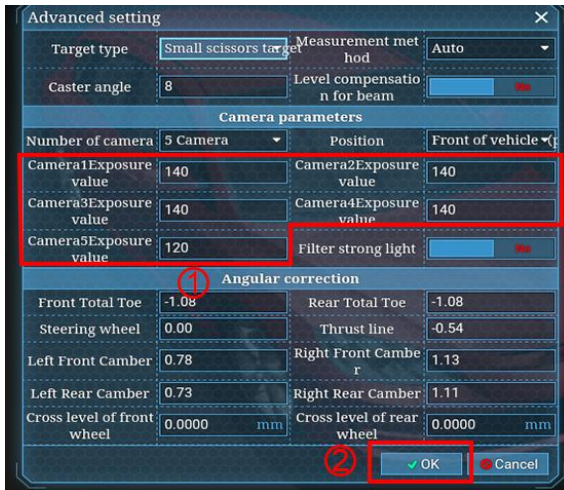 Advanced setting
Target type Small scissors target Measurement met
hod Auto
Caster angle 8 Level compensatio
n for beam No
Camera parameters
Number of camera 5 Camera Position Front of vehicle (p
Camera1Exposure
value 140 Camera2Exposure
value 140
Camera3Exposure
value 140 Camera4Exposure
value 140
Camera5Exposure
value 120 Filter strong light No
① Angular correction
Front Total Toe -1.08 Rear Total Toe -1.08
Steering wheel 0.00 Thrust line -0.54
Left Front Camber 0.78 Right Front Cambe
r 1.13
Left Rear Camber 0.73 Right Rear Camber 1.11
Cross level of front
wheel 0.0000 mm Cross level of rear
wheel 0.0000 mm
② OK Cancel